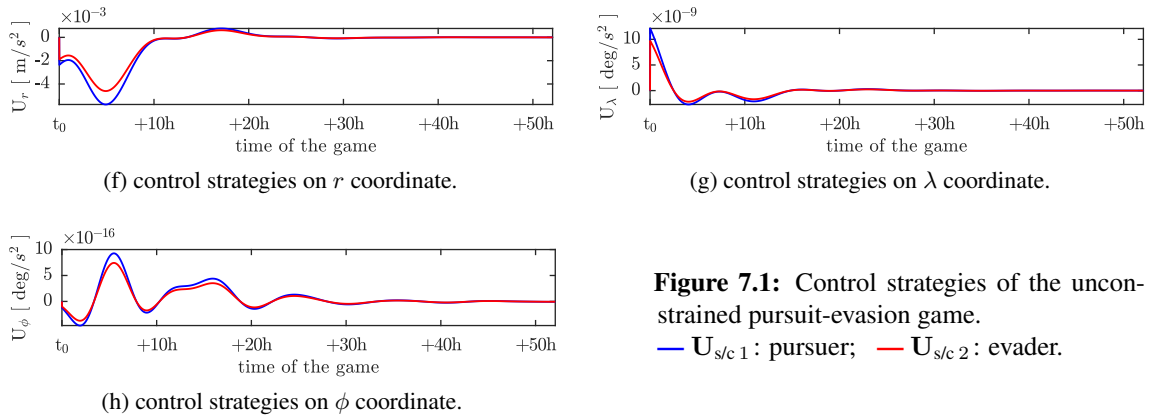 ×10⁻³
U_r [ m/s² ]
0
-2
-4
t₀ +10h +20h +30h +40h +50h
time of the game
(f) control strategies on r coordinate.
×10⁻⁹
U_λ [ deg/s² ]
10
5
0
t₀ +10h +20h +30h +40h +50h
time of the game
(g) control strategies on λ coordinate.
×10⁻¹⁶
U_ϕ [ deg/s² ]
10
5
0
t₀ +10h +20h +30h +40h +50h
time of the game
(h) control strategies on ϕ coordinate.
Figure 7.1: Control strategies of the uncon-
strained pursuit-evasion game.
U_s/c 1 : pursuer; U_s/c 2 : evader.